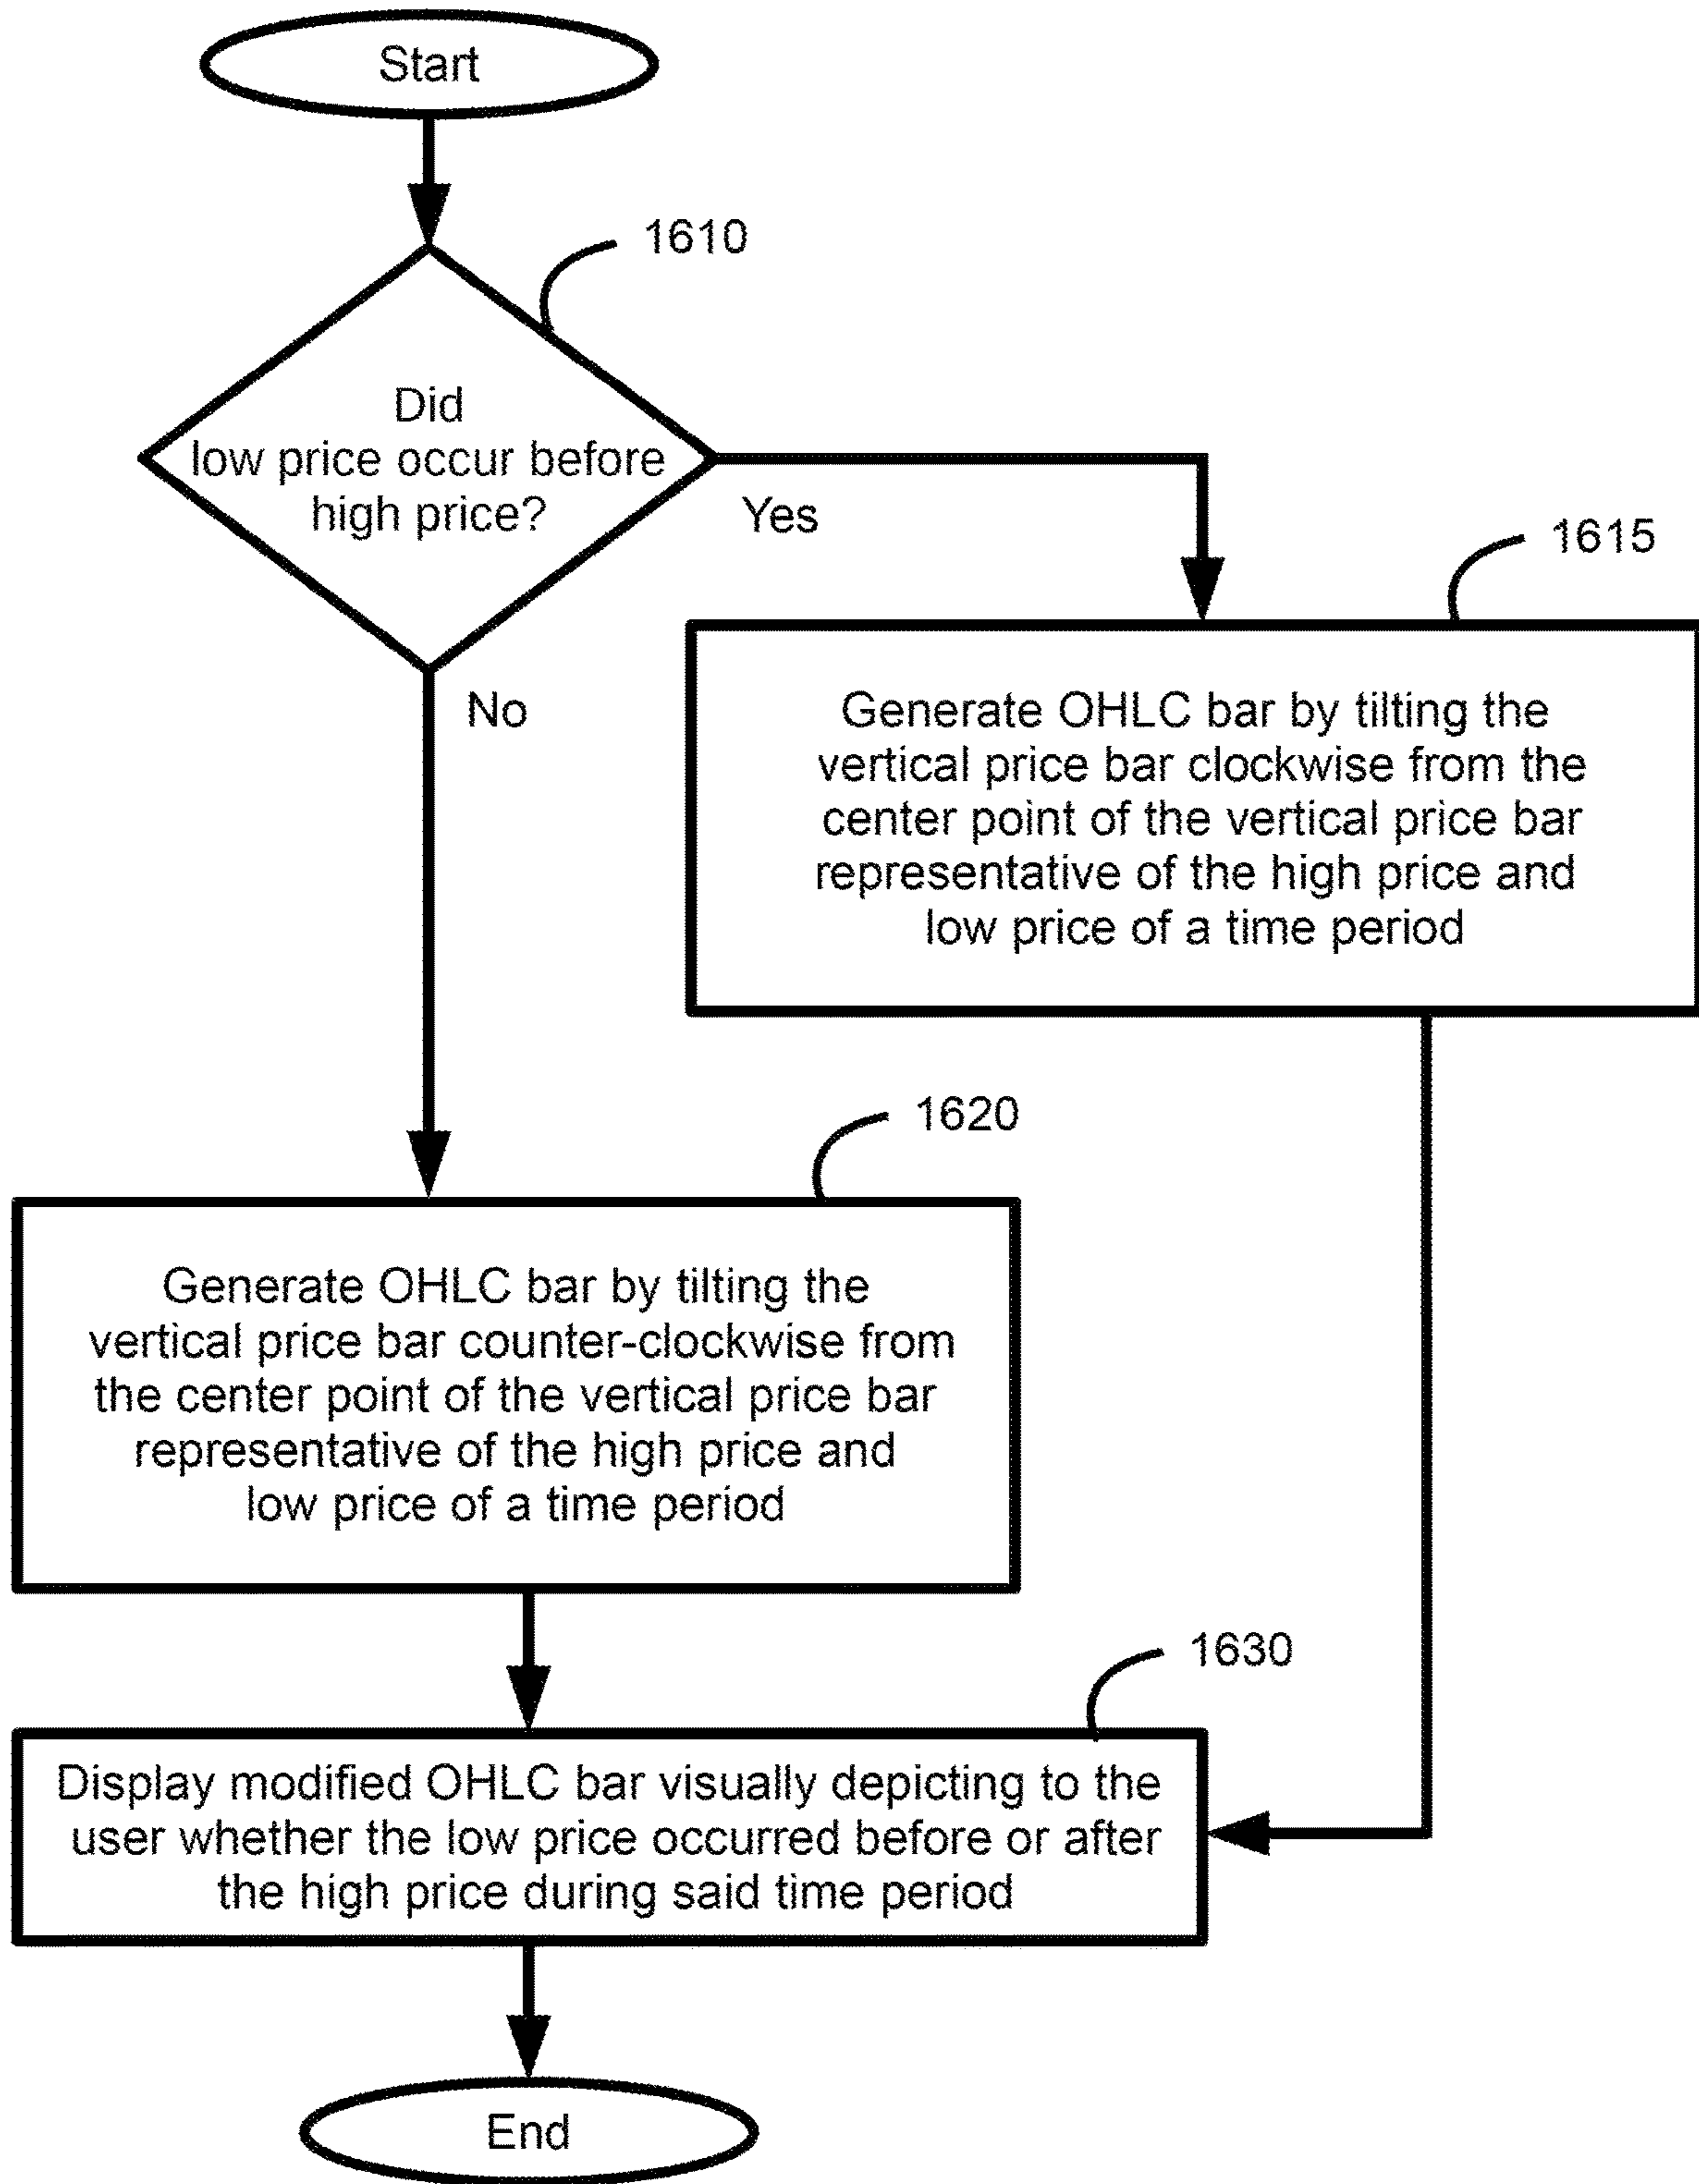 Start
1610
Did
low price occur before
high price?
Yes
1615
No
Generate OHLC bar by tilting the
vertical price bar clockwise from the
center point of the vertical price bar
representative of the high price and
low price of a time period
1620
Generate OHLC bar by tilting the
vertical price bar counter-clockwise from
the center point of the vertical price bar
representative of the high price and
low price of a time period
1630
Display modified OHLC bar visually depicting to the
user whether the low price occurred before or after
the high price during said time period
End